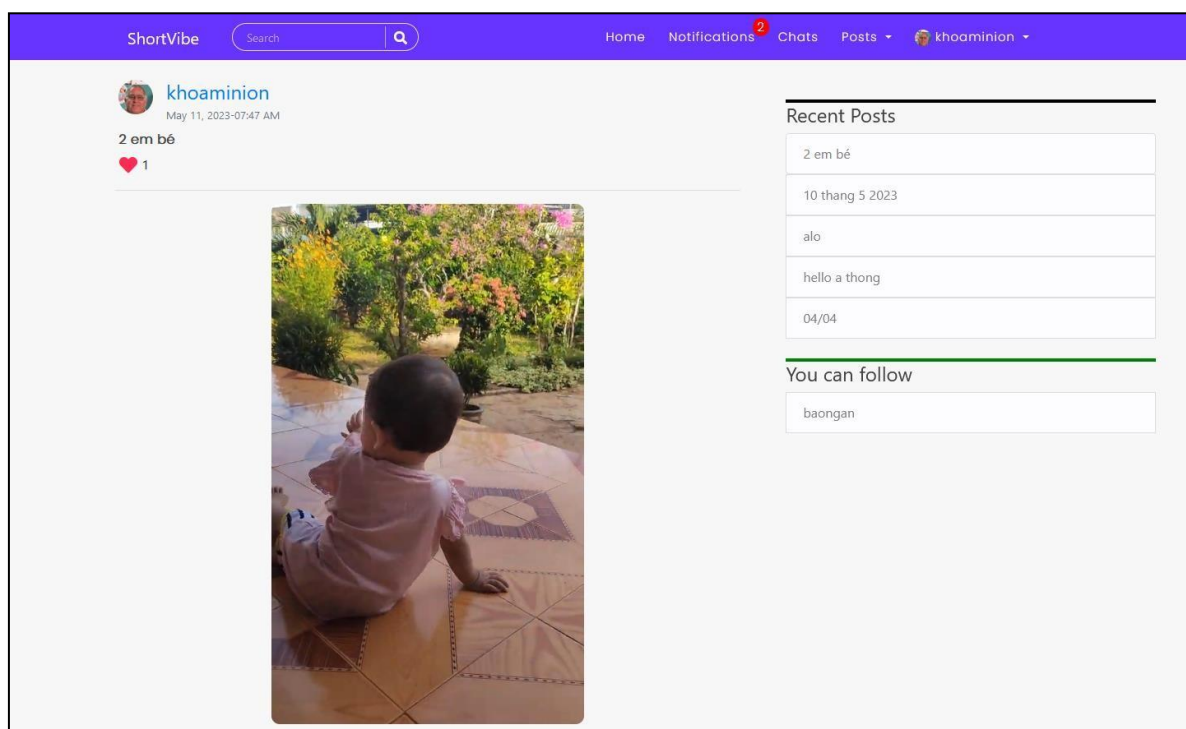 ShortVibe
Search
Home Notifications 2 Chats Posts khoaminion
khoaminion
May 11, 2023-07:47 AM
2 em bé
1
Recent Posts
2 em bé
10 thang 5 2023
alo
hello a thong
04/04
You can follow
baongan